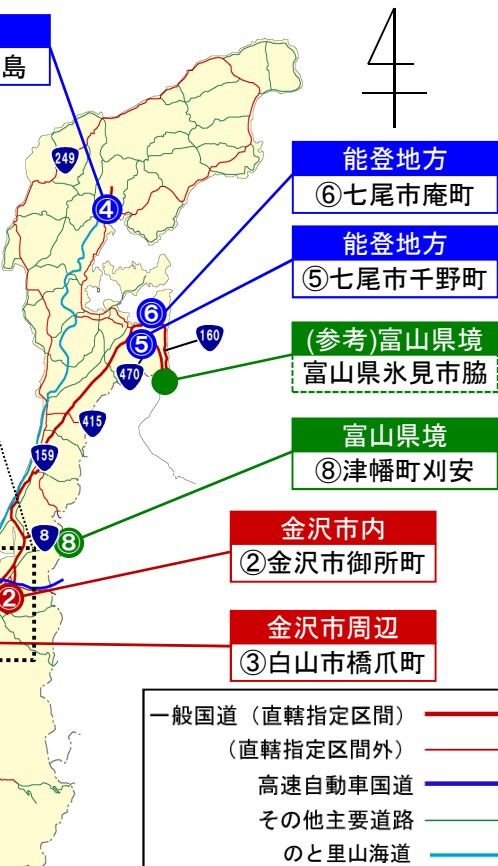 島
249
④
能登地方
⑥七尾市庵町
能登地方
⑤七尾市千野町
⑥
⑤
160
470
(参考)富山県境
富山県氷見市脇
415
富山県境
⑧津幡町刈安
159
8
⑧
金沢市内
②金沢市御所町
②
金沢市周辺
③白山市橋爪町
一般国道（直轄指定区間）
（直轄指定区間外）
高速自動車国道
その他主要道路
のと里山海道